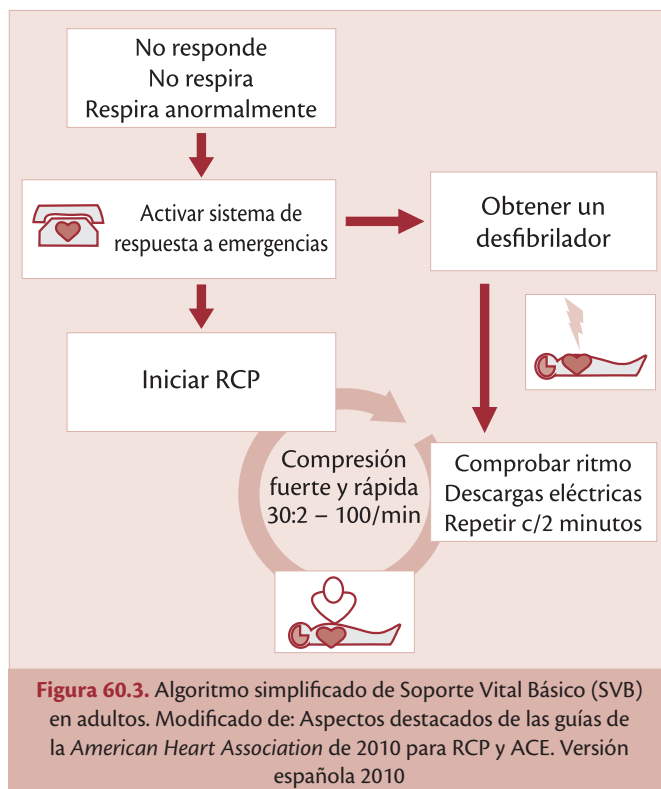 No responde
No respira
Respira anormalmente
Activar sistema de
respuesta a emergencias
Obtener un
desfibrilador
Iniciar RCP
Compresión
fuerte y rápida
30:2 – 100/min
Comprobar ritmo
Descargas eléctricas
Repetir c/2 minutos
Figura 60.3. Algoritmo simplificado de Soporte Vital Básico (SVB)
en adultos. Modificado de: Aspectos destacados de las guías de
la American Heart Association de 2010 para RCP y ACE. Versión
española 2010